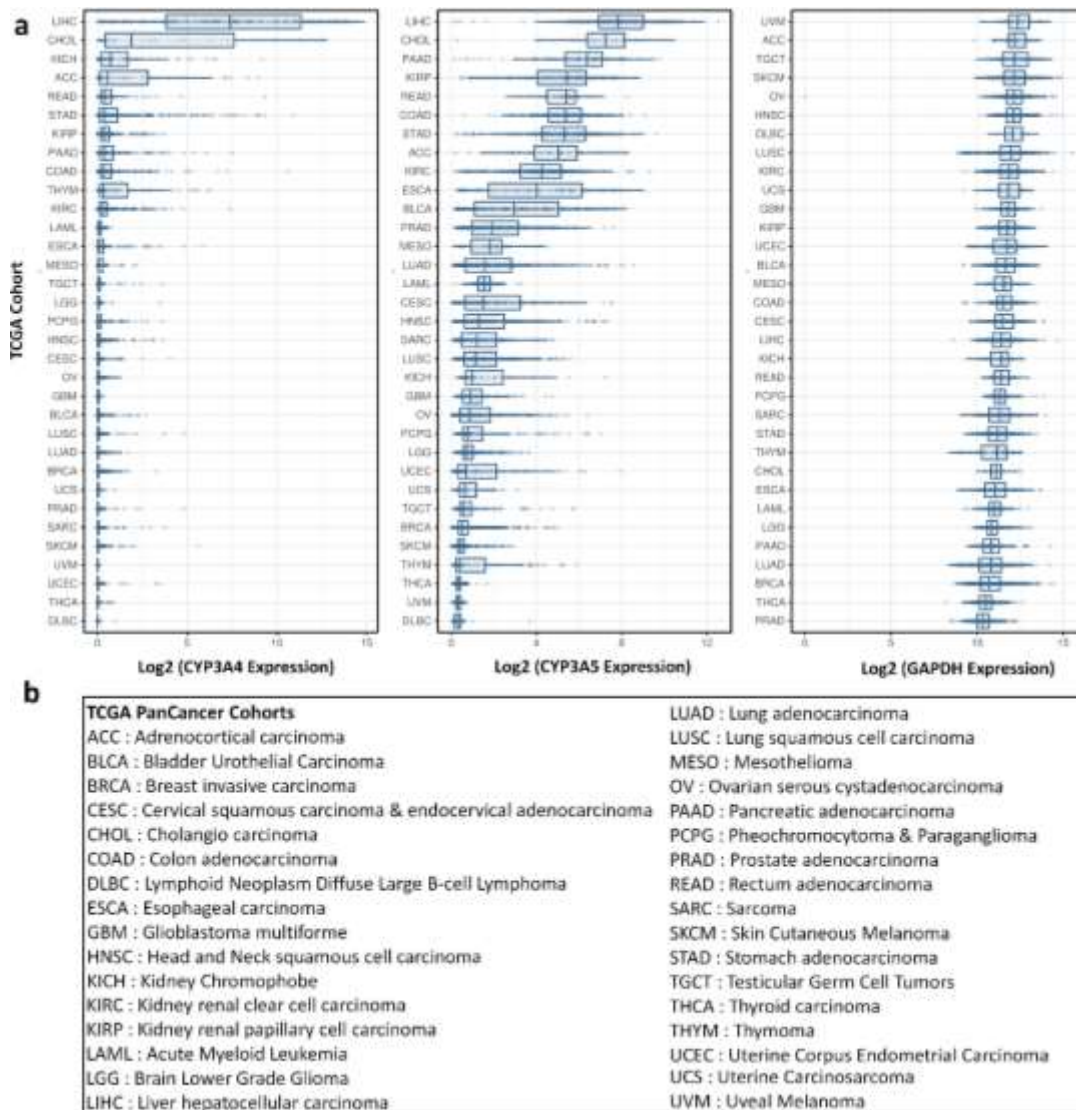 a
TCGA Cohort
LIHC
CHOL
KICH
ACC
READ
STAD
KIRP
PAAD
COAD
THYM
KIRC
LAML
ESCA
MESO
TGCT
LGG
PCPG
HNSC
CESC
OV
GBM
BLCA
LUSC
LUAD
BRCA
UCS
PRAD
SARC
SKCM
UVM
UCEC
THCA
DLBC
0 5 10 15
Log2 (CYP3A4 Expression)
LIHC
CHOL
PAAD
KIRP
READ
COAD
STAD
ACC
KIRC
ESCA
BLCA
PRAD
MESO
LUAD
LAML
CESC
HNSC
SARC
LUSC
KICH
GBM
OV
PCPG
LGG
UCEC
UCS
TGCT
BRCA
SKCM
THYM
THCA
UVM
DLBC
0 4 8 12
Log2 (CYP3A5 Expression)
UVM
ACC
TGCT
SKCM
OV
HNSC
DLBC
LUSC
KIRC
UCS
GBM
KIRP
UCEC
BLCA
MESO
COAD
CESC
LIHC
KICH
READ
PCPG
SARC
STAD
THYM
CHOL
ESCA
LAML
LGG
PAAD
LUAD
BRCA
THCA
PRAD
0 5 10 15
Log2 (GAPDH Expression)
b
TCGA PanCancer Cohorts
ACC : Adrenocortical carcinoma
BLCA : Bladder Urothelial Carcinoma
BRCA : Breast invasive carcinoma
CESC : Cervical squamous carcinoma & endocervical adenocarcinoma
CHOL : Cholangio carcinoma
COAD : Colon adenocarcinoma
DLBC : Lymphoid Neoplasm Diffuse Large B-cell Lymphoma
ESCA : Esophageal carcinoma
GBM : Glioblastoma multiforme
HNSC : Head and Neck squamous cell carcinoma
KICH : Kidney Chromophobe
KIRC : Kidney renal clear cell carcinoma
KIRP : Kidney renal papillary cell carcinoma
LAML : Acute Myeloid Leukemia
LGG : Brain Lower Grade Glioma
LIHC : Liver hepatocellular carcinoma
LUAD : Lung adenocarcinoma
LUSC : Lung squamous cell carcinoma
MESO : Mesothelioma
OV : Ovarian serous cystadenocarcinoma
PAAD : Pancreatic adenocarcinoma
PCPG : Pheochromocytoma & Paraganglioma
PRAD : Prostate adenocarcinoma
READ : Rectum adenocarcinoma
SARC : Sarcoma
SKCM : Skin Cutaneous Melanoma
STAD : Stomach adenocarcinoma
TGCT : Testicular Germ Cell Tumors
THCA : Thyroid carcinoma
THYM : Thymoma
UCEC : Uterine Corpus Endometrial Carcinoma
UCS : Uterine Carcinosarcoma
UVM : Uveal Melanoma